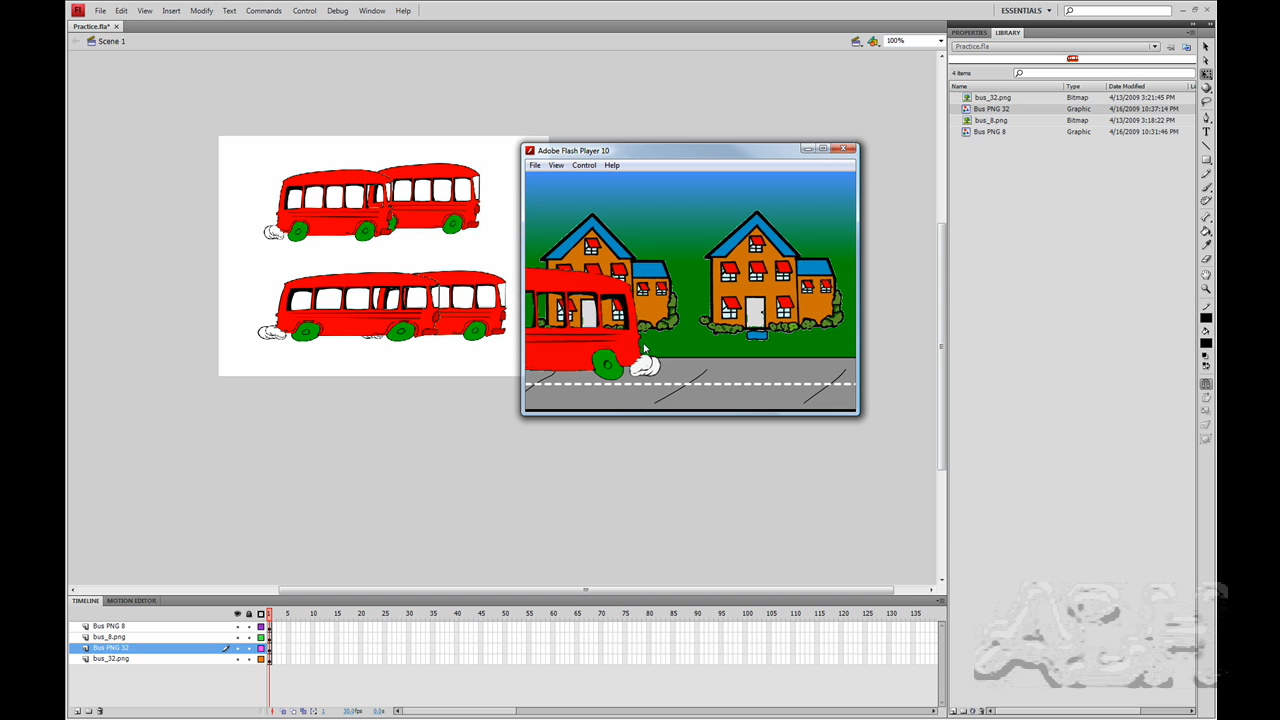 Fl File Edit View Insert Modify Text Commands Control Debug Window Help ESSENTIALS
Practice.fla* PROPERTIES LIBRARY
Scene 1 100% Practice.fla
4 items
Name Type Date Modified
bus_32.png Bitmap 4/13/2009 3:21:45 PM
Bus PNG 32 Graphic 4/16/2009 10:37:14 PM
bus_8.png Bitmap 4/13/2009 3:18:22 PM
Bus PNG 8 Graphic 4/16/2009 10:31:46 PM
Adobe Flash Player 10
File View Control Help
TIMELINE MOTION EDITOR
5 10 15 20 25 30 35 40 45 50 55 60 65 70 75 80 85 90 95 100 105 110 115 120 125 130 135
Bus PNG 8
bus_8.png
Bus PNG 32
bus_32.png
1 30.0fps 0.0s